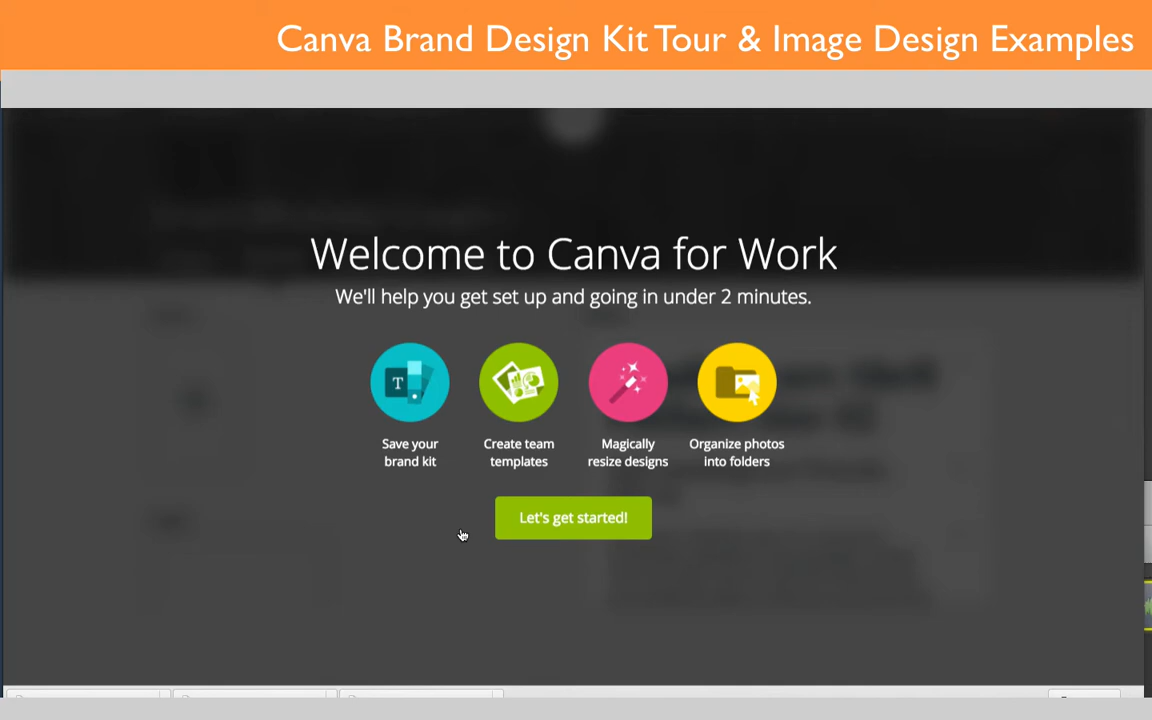 Canva Brand Design Kit Tour & Image Design Examples
Welcome to Canva for Work
We'll help you get set up and going in under 2 minutes.
T
Save your
brand kit
Create team
templates
Magically
resize designs
Organize photos
into folders
Let's get started!